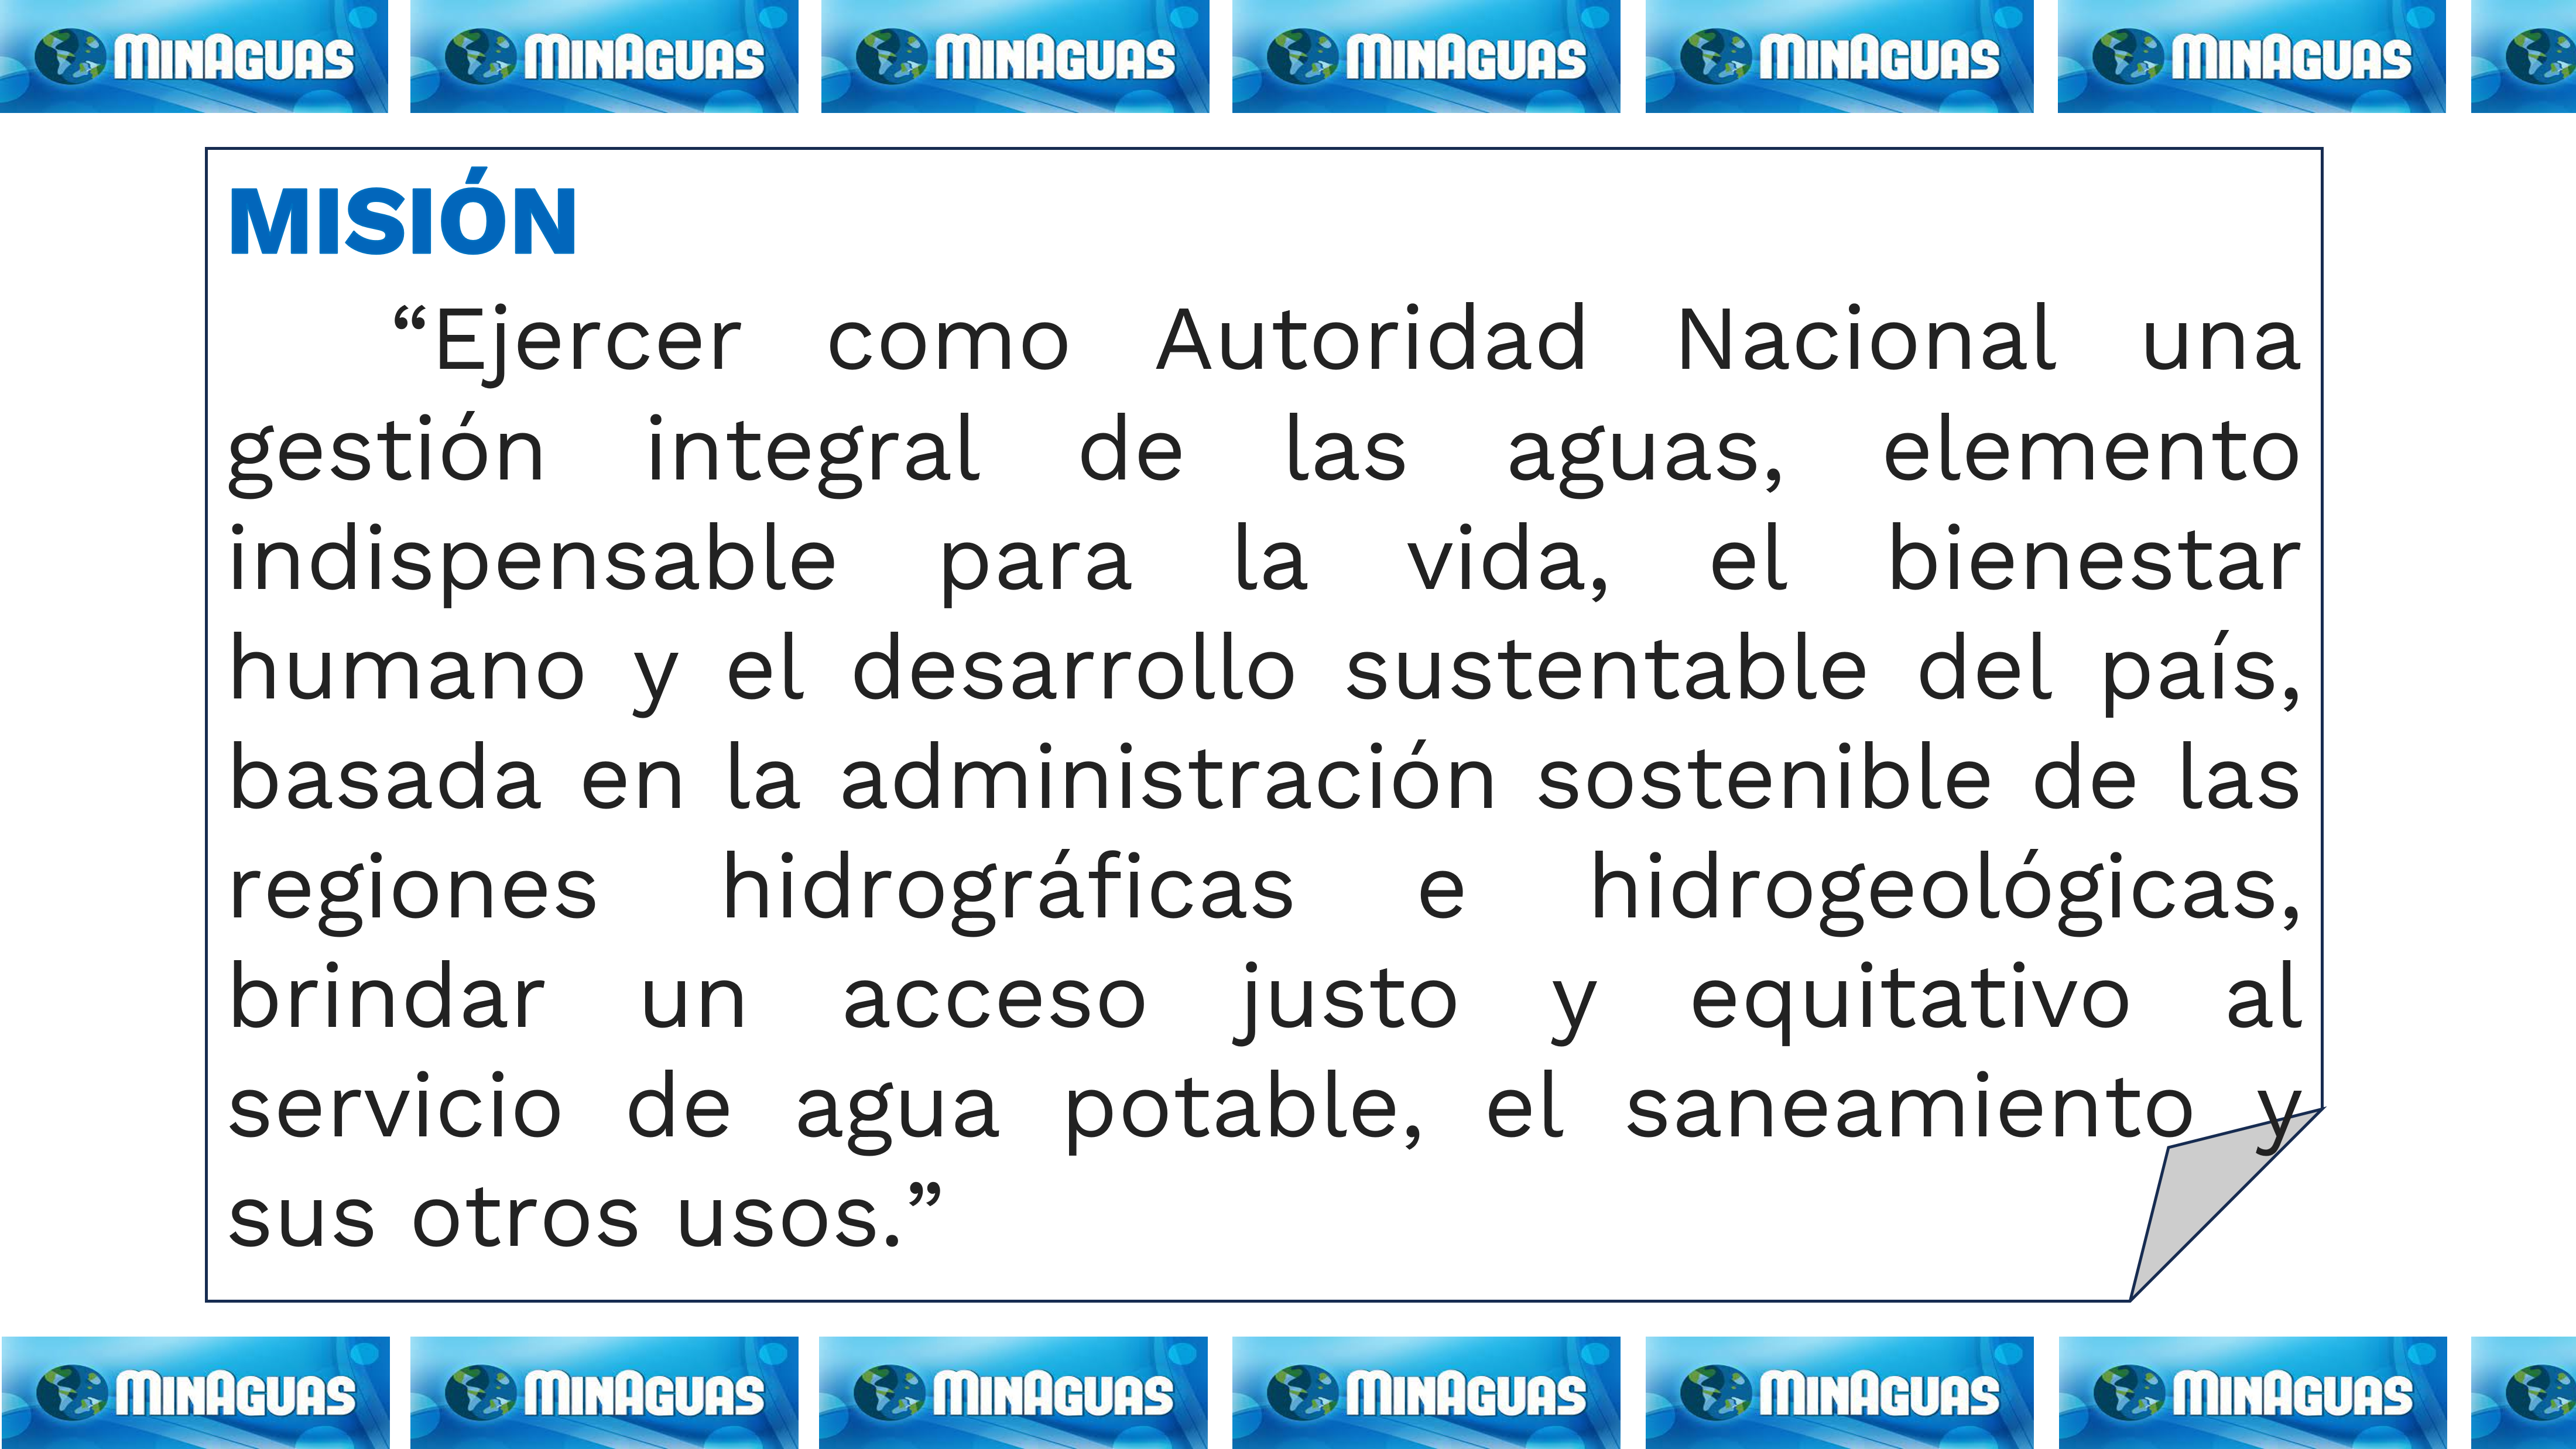 MINAGUAS MINAGUAS MINAGUAS MINAGUAS MINAGUAS MINAGUAS
MISIÓN
“Ejercer como Autoridad Nacional una
gestión integral de las aguas, elemento
indispensable para la vida, el bienestar
humano y el desarrollo sustentable del país,
basada en la administración sostenible de las
regiones hidrográficas e hidrogeológicas,
brindar un acceso justo y equitativo al
servicio de agua potable, el saneamiento y
sus otros usos.”
MINAGUAS MINAGUAS MINAGUAS MINAGUAS MINAGUAS MINAGUAS